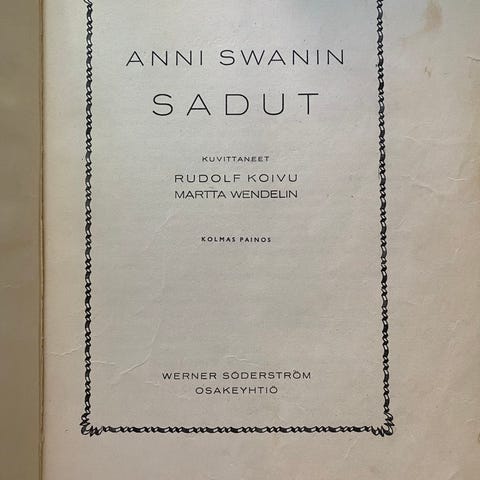 ANNI SWANIN
SADUT
KUVITTANEET
RUDOLF KOIVU
MARTTA WENDELIN
KOLMAS PAINOS
WERNER SÖDERSTRÖM
OSAKEYHTIÖ